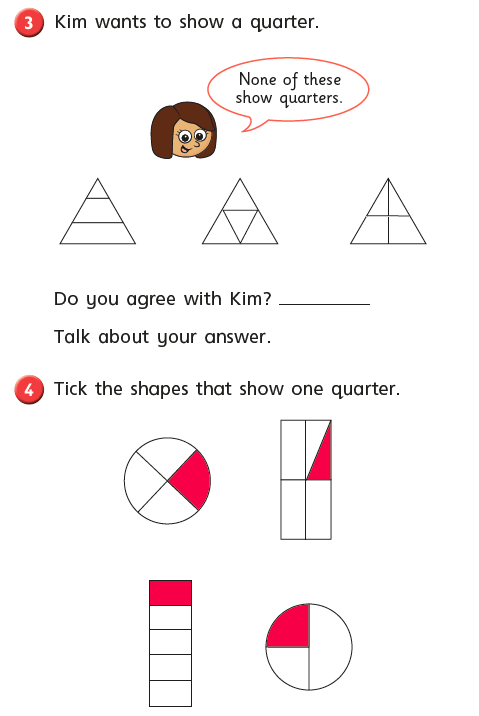 3 Kim wants to show a quarter.
None of these
show quarters.
Do you agree with Kim?
Talk about your answer.
4 Tick the shapes that show one quarter.